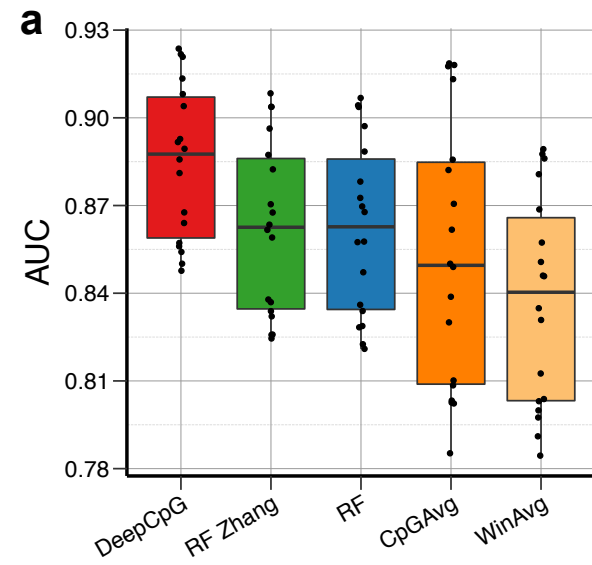 a
AUC
0.93
0.90
0.87
0.84
0.81
0.78
DeepCpG
RF Zhang
RF
CpGAvg
WinAvg